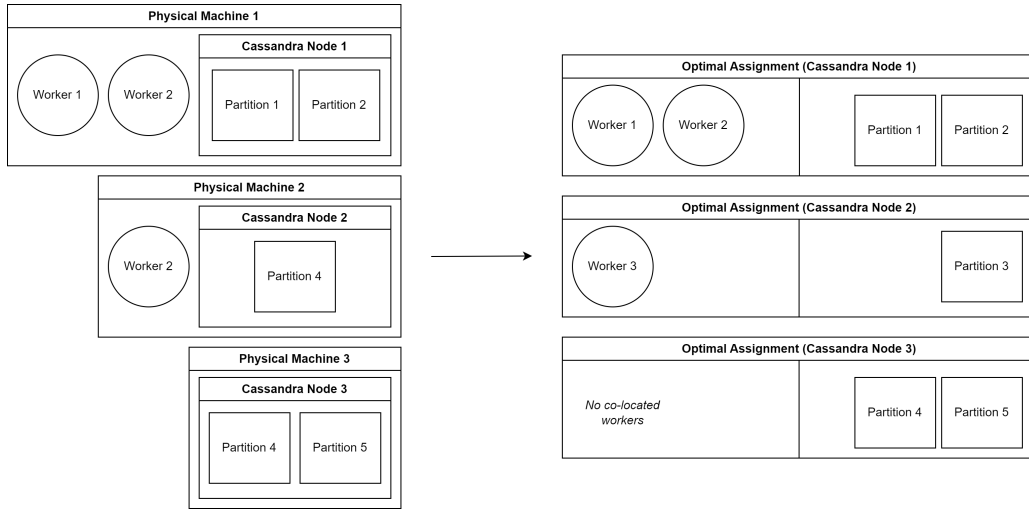 Physical Machine 1
Cassandra Node 1
Worker 1
Worker 2
Partition 1
Partition 2
Physical Machine 2
Cassandra Node 2
Worker 2
Partition 4
Physical Machine 3
Cassandra Node 3
Partition 4
Partition 5
Optimal Assignment (Cassandra Node 1)
Worker 1
Worker 2
Partition 1
Partition 2
Optimal Assignment (Cassandra Node 2)
Worker 3
Partition 3
Optimal Assignment (Cassandra Node 3)
No co-located
workers
Partition 4
Partition 5